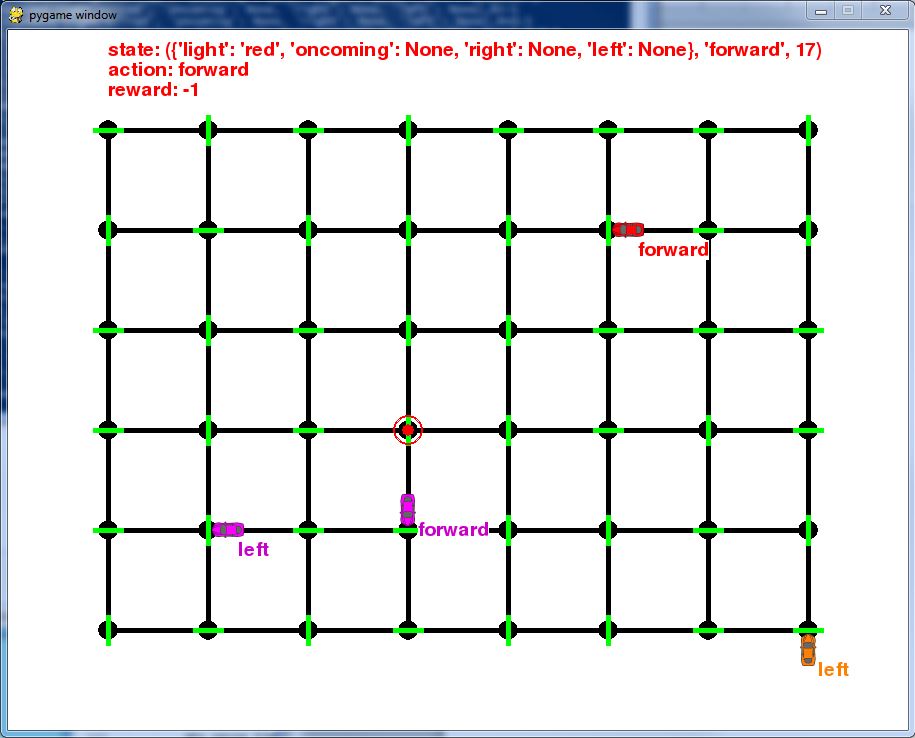 pygame window
state: ({'light': 'red', 'oncoming': None, 'right': None, 'left': None}, 'forward', 17)
action: forward
reward: -1
forward
forward
left
left